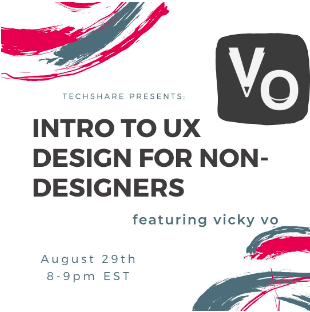 VO
TECHSHARE PRESENTS:
INTRO TO UX
DESIGN FOR NON-
DESIGNERS
featuring vicky vo
August 29th
8-9pm EST